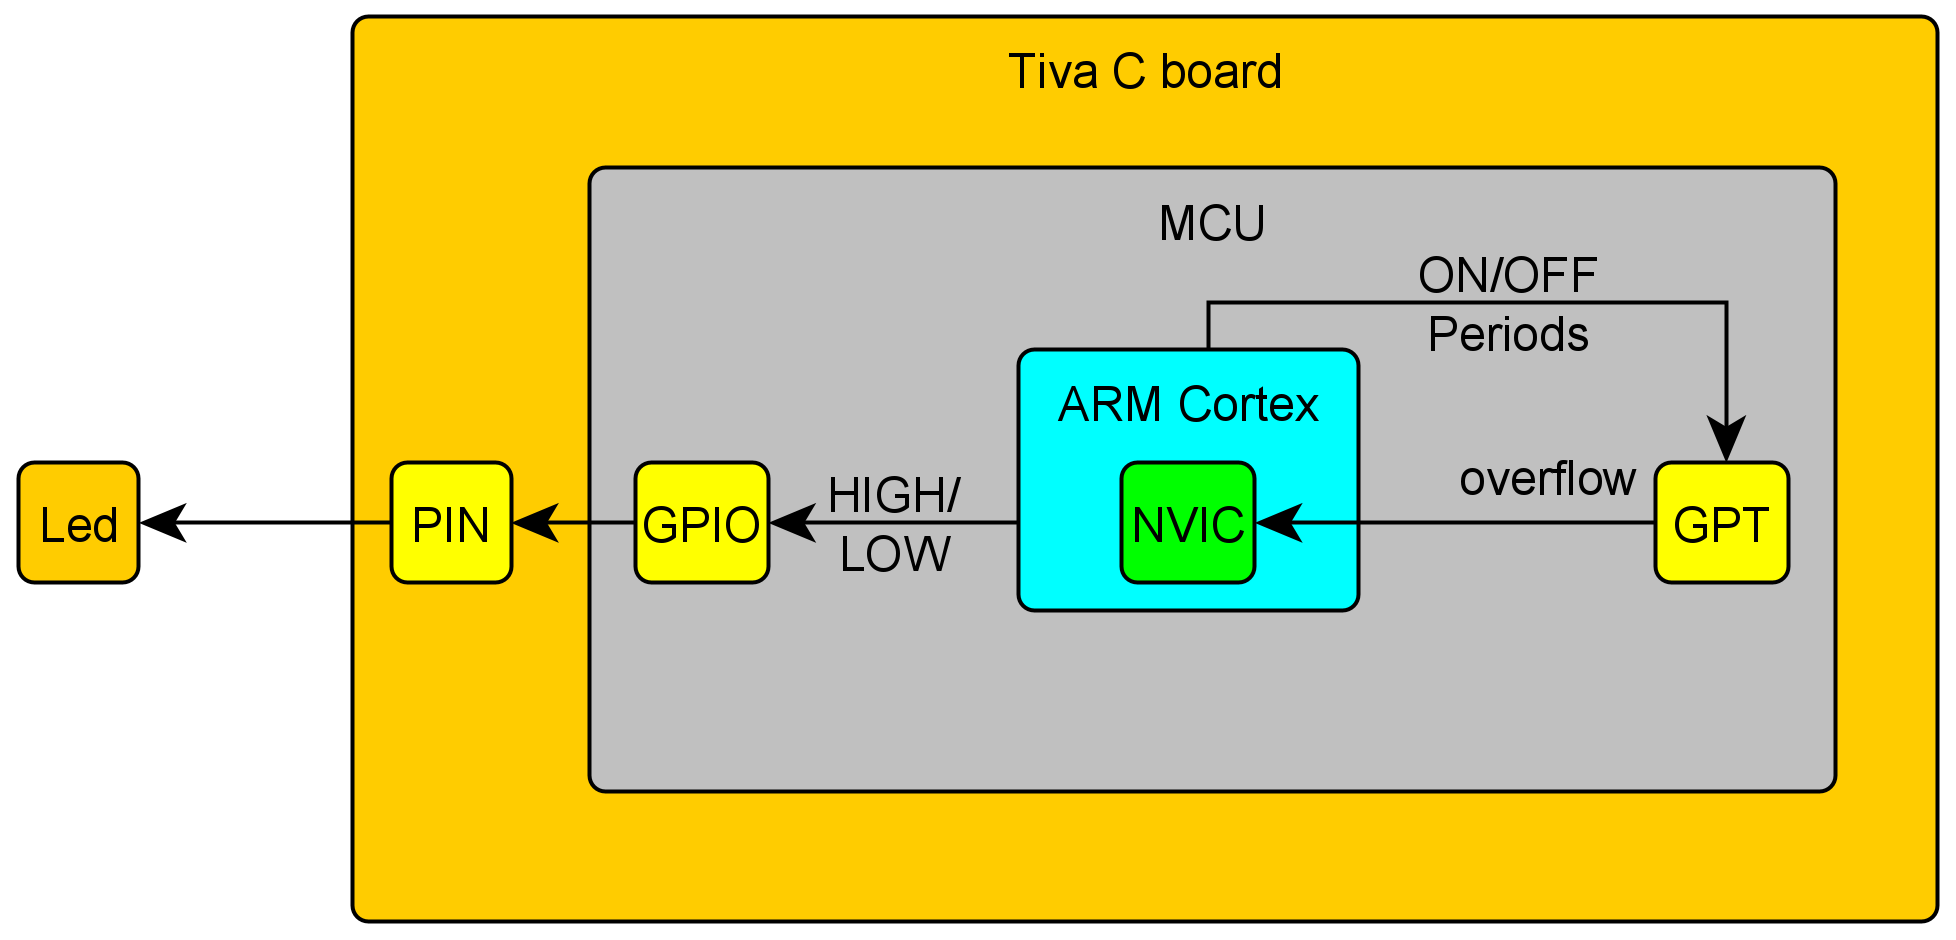 Tiva C board
MCU
ON/OFF
Periods
ARM Cortex
overflow
HIGH/
LOW
Led
PIN
GPIO
NVIC
GPT